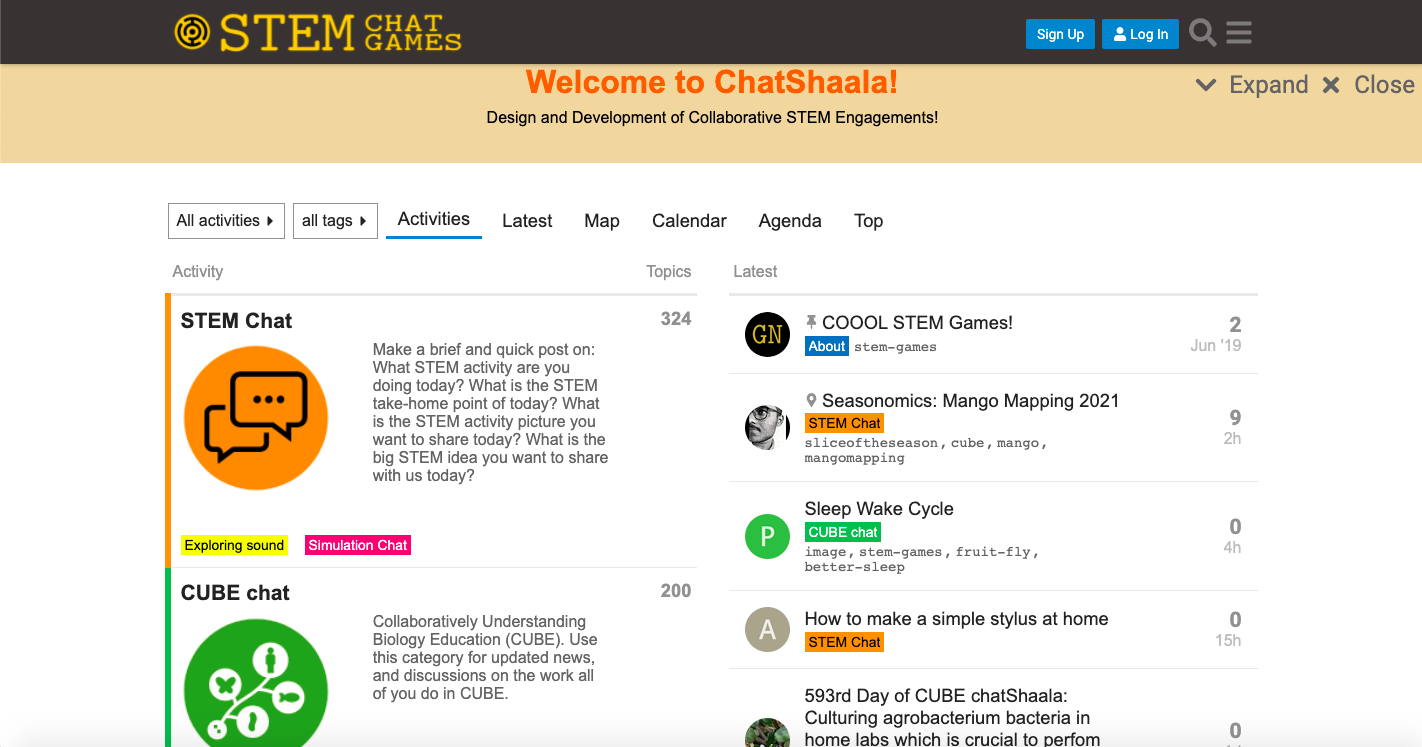 STEM CHAT GAMES
Sign Up
Log In
Welcome to ChatShaala!
Expand
Close
Design and Development of Collaborative STEM Engagements!
All activities
all tags
Activities
Latest
Map
Calendar
Agenda
Top
Activity
Topics
STEM Chat
324
Make a brief and quick post on:
What STEM activity are you
doing today? What is the STEM
take-home point of today? What
is the STEM activity picture you
want to share today? What is the
big STEM idea you want to share
with us today?
Exploring sound
Simulation Chat
CUBE chat
200
Collaboratively Understanding
Biology Education (CUBE). Use
this category for updated news,
and discussions on the work all
of you do in CUBE.
Latest
GN
COOOL STEM Games!
2
About stem-games
Jun '19
Seasonomics: Mango Mapping 2021
9
STEM Chat
2h
sliceoftheseason, cube, mango,
mangomapping
Sleep Wake Cycle
P
0
CUBE chat
4h
image, stem-games, fruit-fly,
better-sleep
A
How to make a simple stylus at home
0
STEM Chat
15h
593rd Day of CUBE chatShaala:
Culturing agrobacterium bacteria in
home labs which is crucial to perfom
0